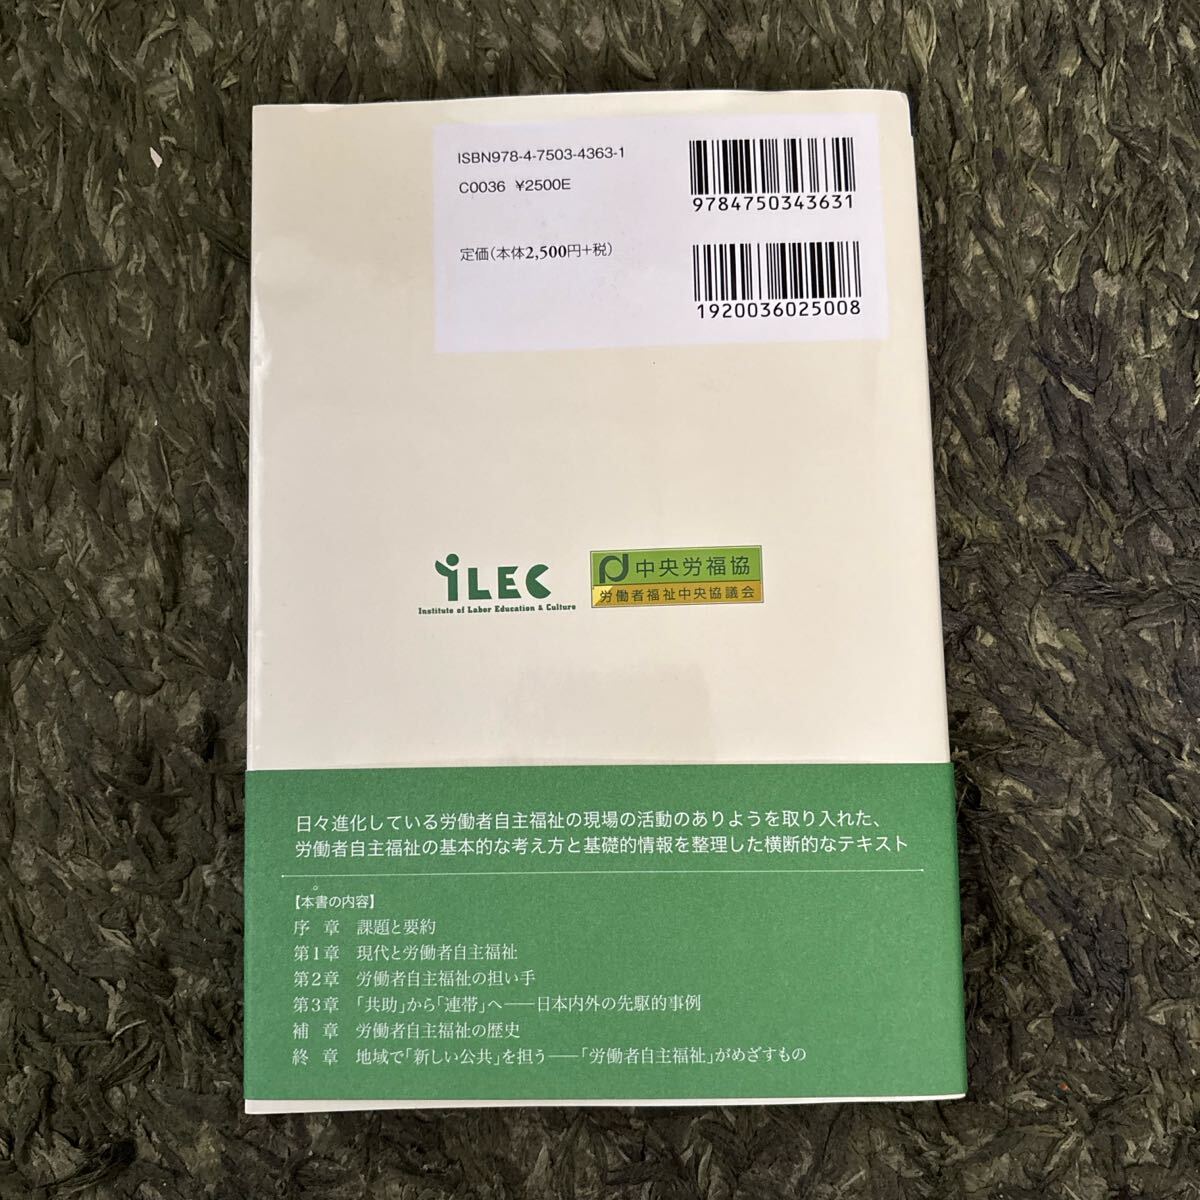 ISBN978-4-7503-4363-1
C0036 ¥2500E
定価(本体2,500円+税)
9784750343631
1920036025008
iLEC
Institute of Labor Education & Culture
中央労福協
労働者福祉中央協議会
日々進化している労働者自主福祉の現場の活動のありようを取り入れた、
労働者自主福祉の基本的な考え方と基礎的情報を整理した横断的なテキスト
。
【本書の内容】
序 章 課題と要約
第1章 現代と労働者自主福祉
第2章 労働者自主福祉の担い手
第3章 「共助」から「連帯」へ――日本内外の先駆的事例
補 章 労働者自主福祉の歴史
終 章 地域で「新しい公共」を担う――「労働者自主福祉」がめざすもの